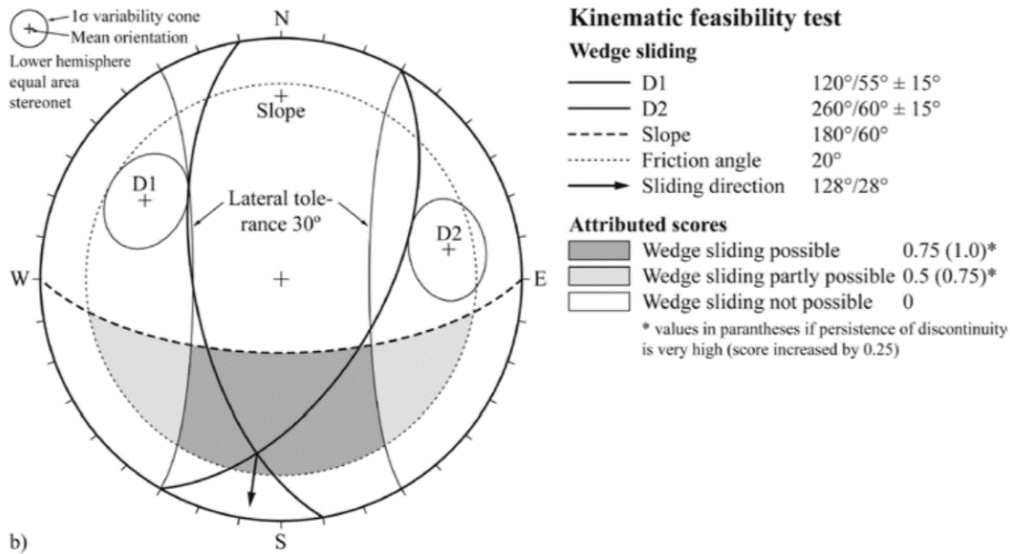 1σ variability cone
Mean orientation
Lower hemisphere
equal area
stereonet
N
Slope
D1
Lateral tole-
rance 30°
D2
W
E
S
b)
Kinematic feasibility test
Wedge sliding
D1 120°/55° ± 15°
D2 260°/60° ± 15°
Slope 180°/60°
Friction angle 20°
Sliding direction 128°/28°
Attributed scores
Wedge sliding possible 0.75 (1.0)*
Wedge sliding partly possible 0.5 (0.75)*
Wedge sliding not possible 0
* values in parantheses if persistence of discontinuity
is very high (score increased by 0.25)